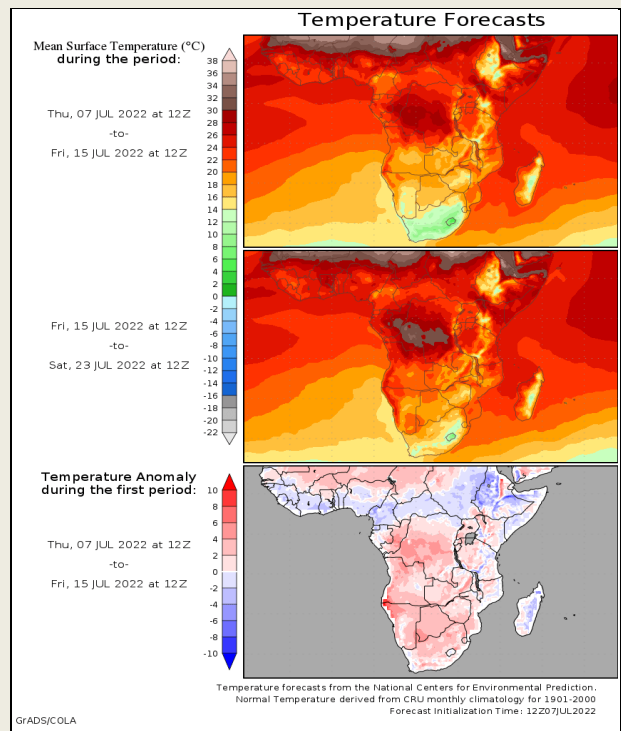 Temperature Forecasts
Mean Surface Temperature (°C)
during the period:
Thu, 07 JUL 2022 at 12Z
-to-
Fri, 15 JUL 2022 at 12Z
38
36
34
32
30
28
26
24
22
20
18
16
14
12
10
8
6
4
2
0
-2
-4
-6
-8
-10
-12
-14
-16
-18
-20
-22
Fri, 15 JUL 2022 at 12Z
-to-
Sat, 23 JUL 2022 at 12Z
Temperature Anomaly
during the first period:
Thu, 07 JUL 2022 at 12Z
-to-
Fri, 15 JUL 2022 at 12Z
10
8
6
4
2
0
-2
-4
-6
-8
-10
Temperature forecasts from the National Centers for Environmental Prediction.
Normal Temperature derived from CRU monthly climatology for 1901-2000
Forecast Initialization Time: 12Z07JUL2022
GrADS/COLA